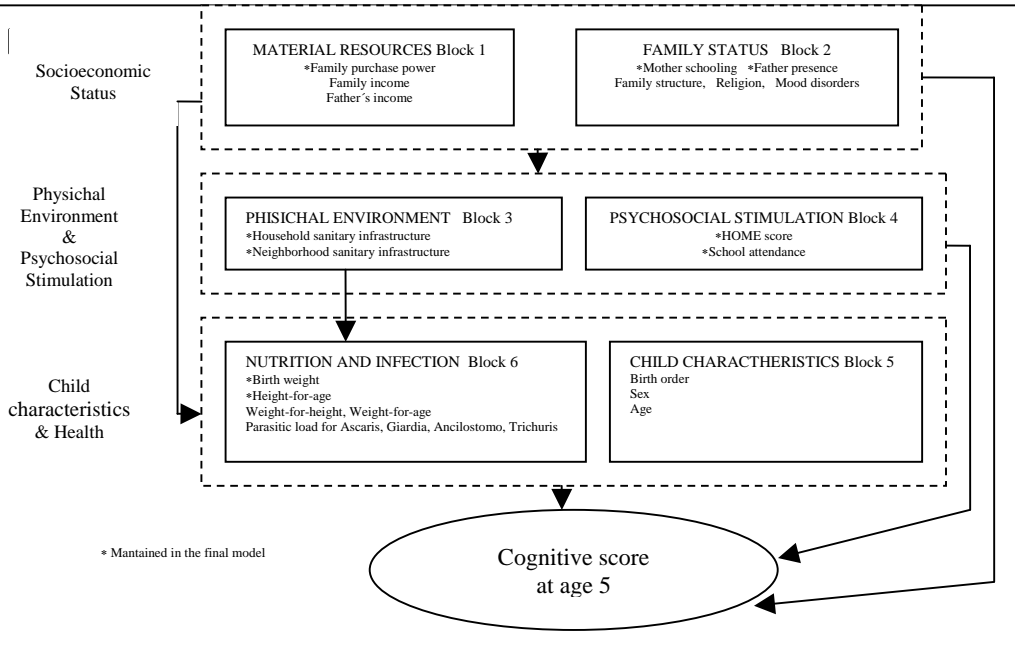 Socioeconomic
Status
MATERIAL RESOURCES Block 1
*Family purchase power
Family income
Father´s income
FAMILY STATUS Block 2
*Mother schooling *Father presence
Family structure, Religion, Mood disorders
Physichal
Environment
&
Psychosocial
Stimulation
PHISICHAL ENVIRONMENT Block 3
*Household sanitary infrastructure
*Neighborhood sanitary infrastructure
PSYCHOSOCIAL STIMULATION Block 4
*HOME score
*School attendance
Child
characteristics
& Health
NUTRITION AND INFECTION Block 6
*Birth weight
*Height-for-age
Weight-for-height, Weight-for-age
Parasitic load for Ascaris, Giardia, Ancilostomo, Trichuris
CHILD CHARACTHERISTICS Block 5
Birth order
Sex
Age
* Mantained in the final model
Cognitive score
at age 5